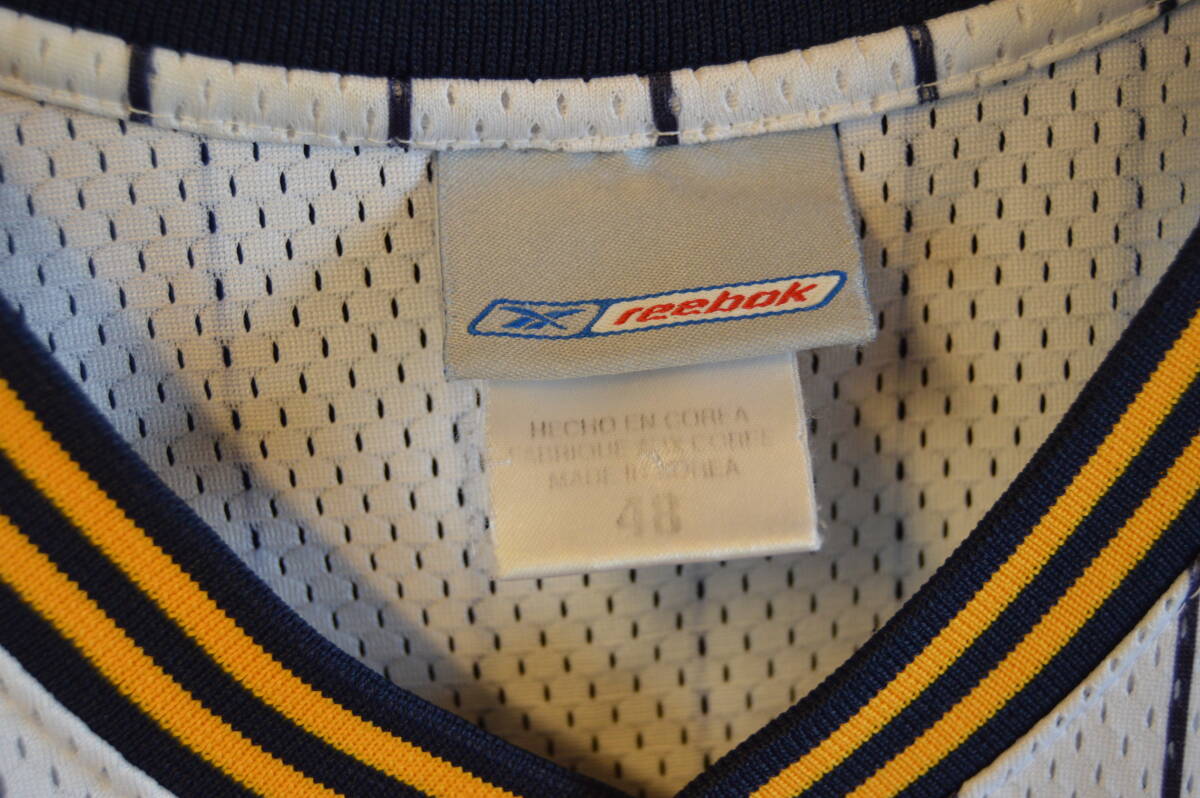 reebok
HECHO EN COREA
FABRIQUE AUX COREE
MADE IN KOREA
48